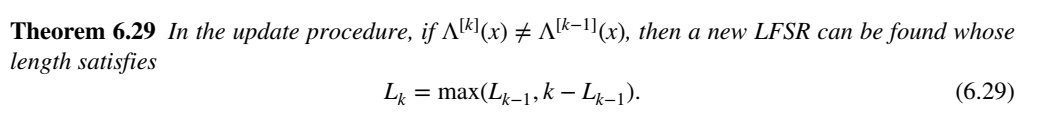 Theorem 6.29 In the update procedure, if Λ^[k](x) ≠ Λ^[k−1](x), then a new LFSR can be found whose
length satisfies
L_k = max(L_{k−1}, k − L_{k−1}). (6.29)